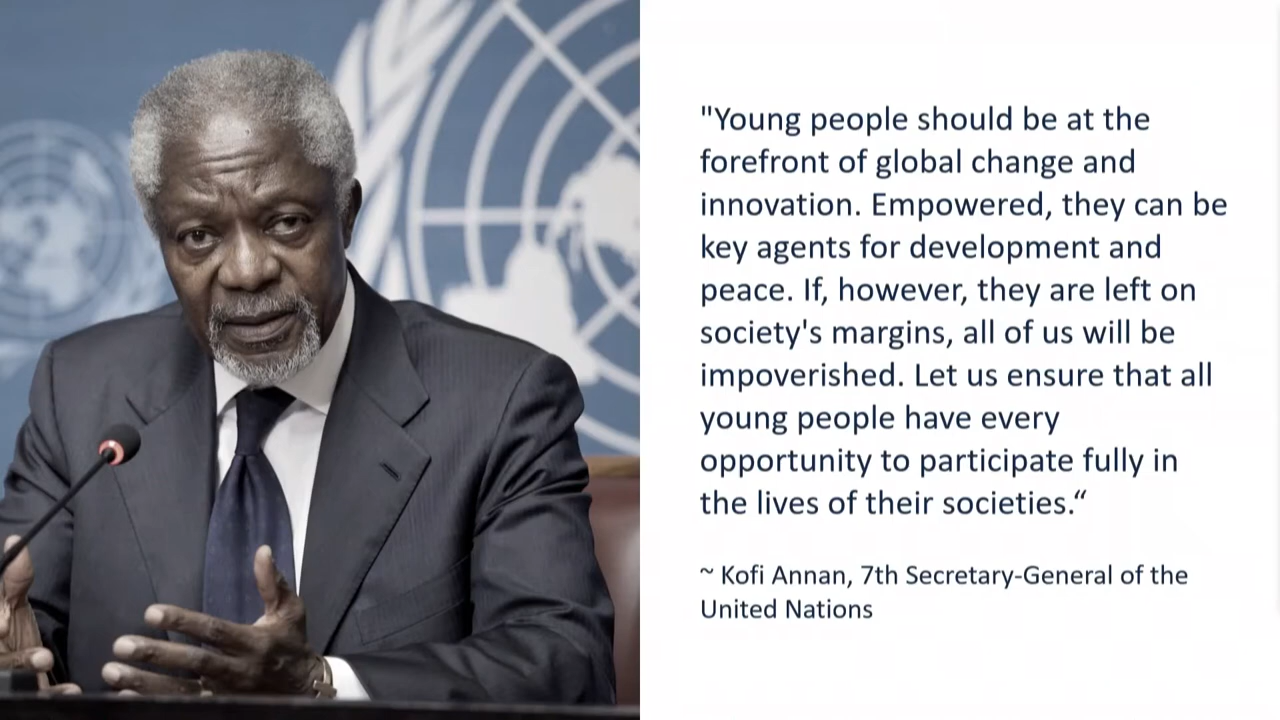 "Young people should be at the
forefront of global change and
innovation. Empowered, they can be
key agents for development and
peace. If, however, they are left on
society's margins, all of us will be
impoverished. Let us ensure that all
young people have every
opportunity to participate fully in
the lives of their societies.“
~ Kofi Annan, 7th Secretary-General of the
United Nations